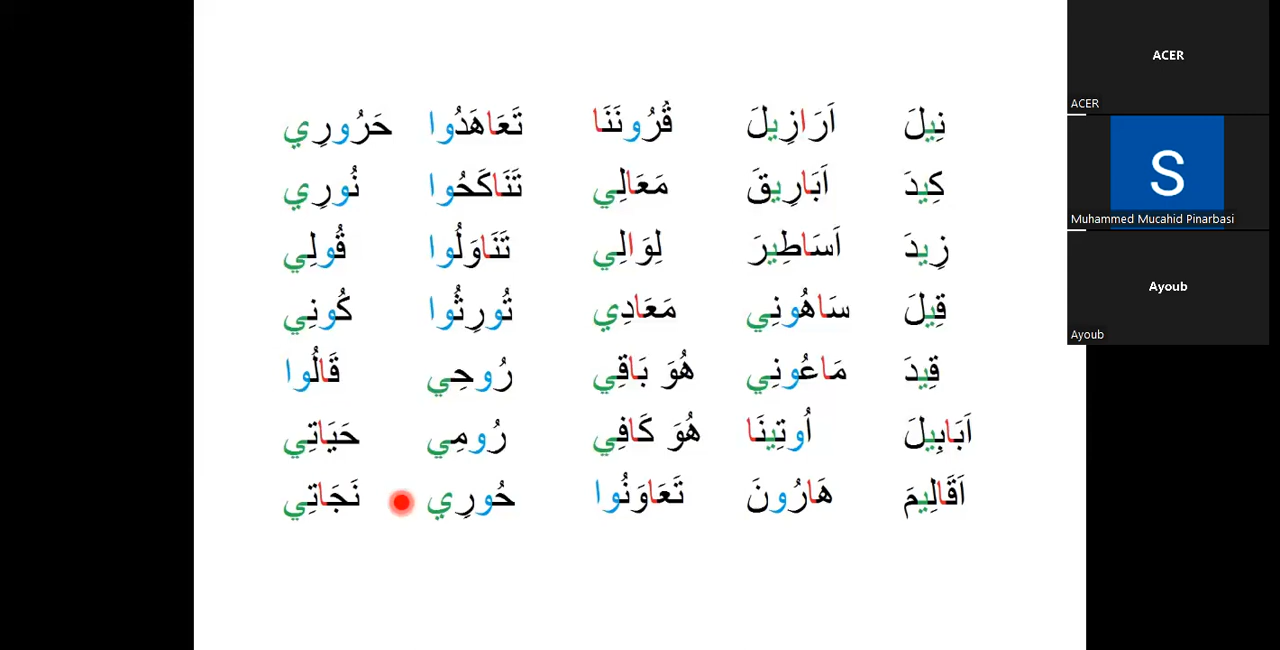 نِيلَ اَرَازِيلَ قُرُونَنَا تَعَاهَدُوا حَرُورِي
كِيدَ اَبَارِيقَ مَعَالِي تَنَاكَحُوا نُورِي
زِيدَ اَسَاطِيرَ لِوَالِي تَنَاوَلُوا قُولِي
قِيلَ سَاهُونِي مَعَادِي تُورِثُوا كُونِي
قِيدَ مَاعُونِي هُوَ بَاقِي رُوحِي قَالُوا
اَبَابِيلَ اُوتِينَا هُوَ كَافِي رُومِي حَيَاتِي
اَقَالِيمَ هَارُونَ تَعَاوَنُوا حُورِي نَجَاتِي
ACER
ACER
S
Muhammed Mucahid Pinarbasi
Ayoub
Ayoub